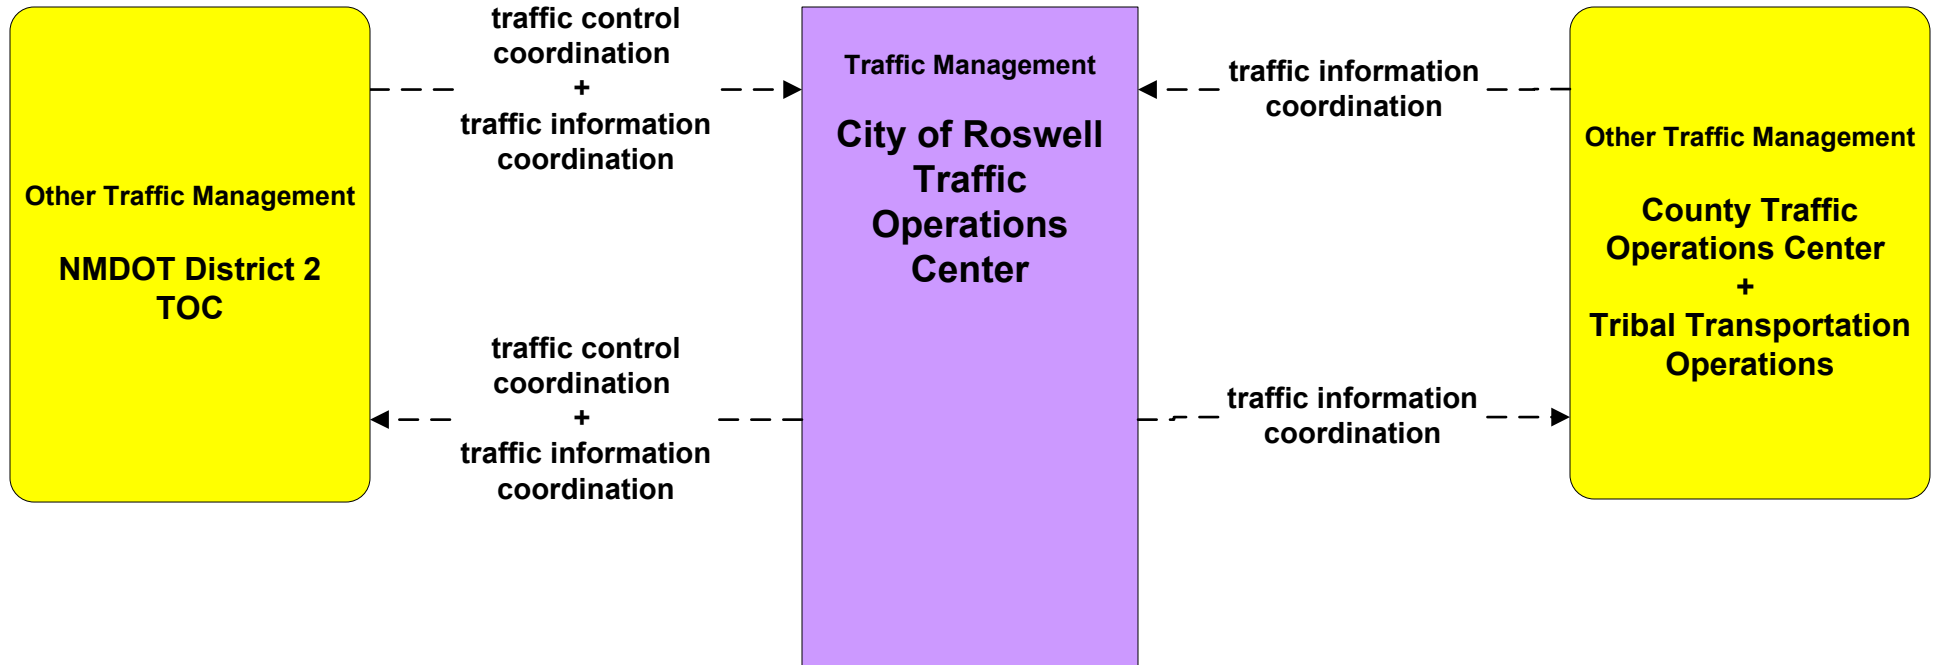 Other Traffic Management
NMDOT District 2
TOC
traffic control
coordination
+
traffic information
coordination
traffic control
coordination
+
traffic information
coordination
Traffic Management
City of Roswell
Traffic
Operations
Center
traffic information
coordination
traffic information
coordination
Other Traffic Management
County Traffic
Operations Center
+
Tribal Transportation
Operations